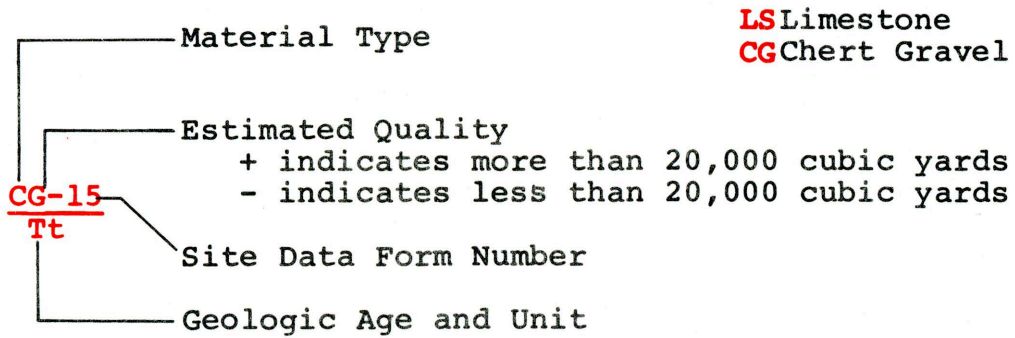 Material Type
LS Limestone
CG Chert Gravel
Estimated Quality
+ indicates more than 20,000 cubic yards
- indicates less than 20,000 cubic yards
CG-15
Tt
Site Data Form Number
Geologic Age and Unit